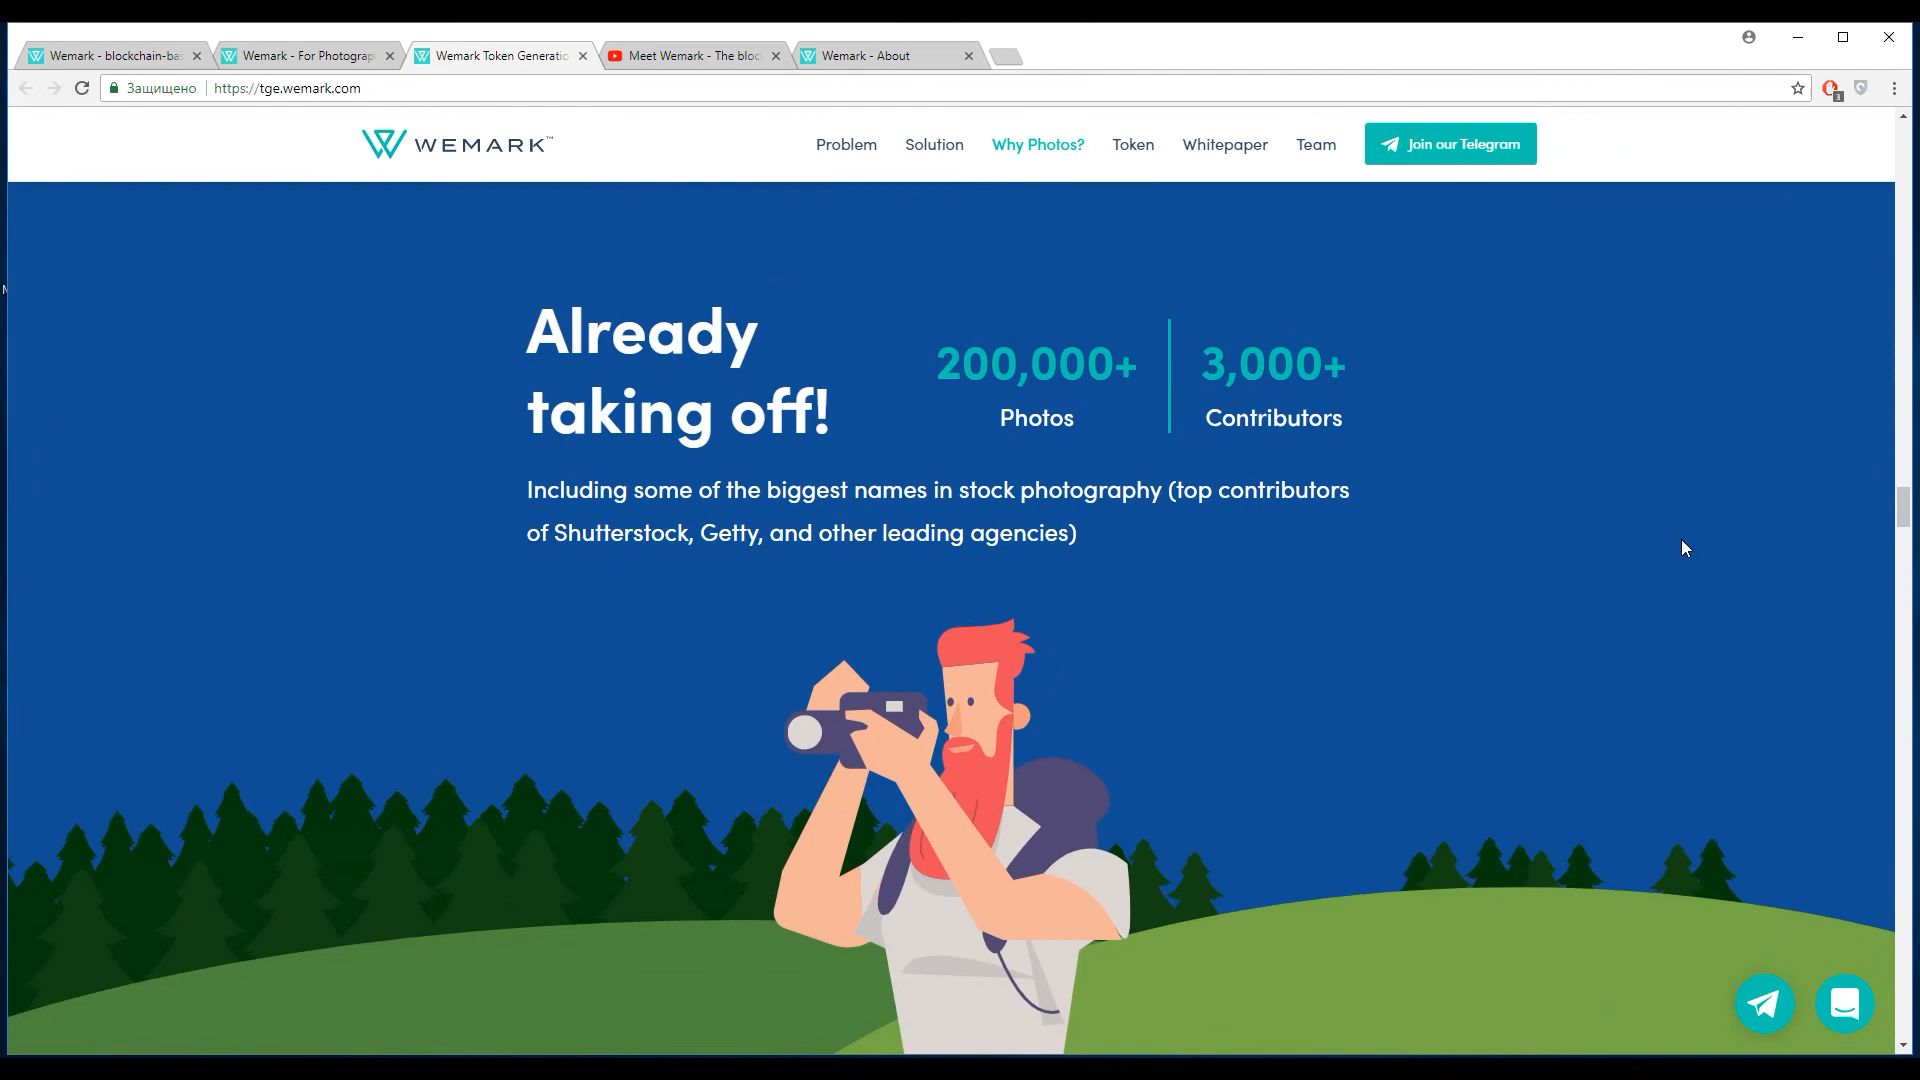 Wemark - blockchain-bas
Wemark - For Photograp
Wemark Token Generatio
Meet Wemark - The bloc
Wemark - About
Защищено
https://tge.wemark.com
3
WEMARK™
Problem
Solution
Why Photos?
Token
Whitepaper
Team
Join our Telegram
Already
taking off!
200,000+
Photos
3,000+
Contributors
Including some of the biggest names in stock photography (top contributors
of Shutterstock, Getty, and other leading agencies)